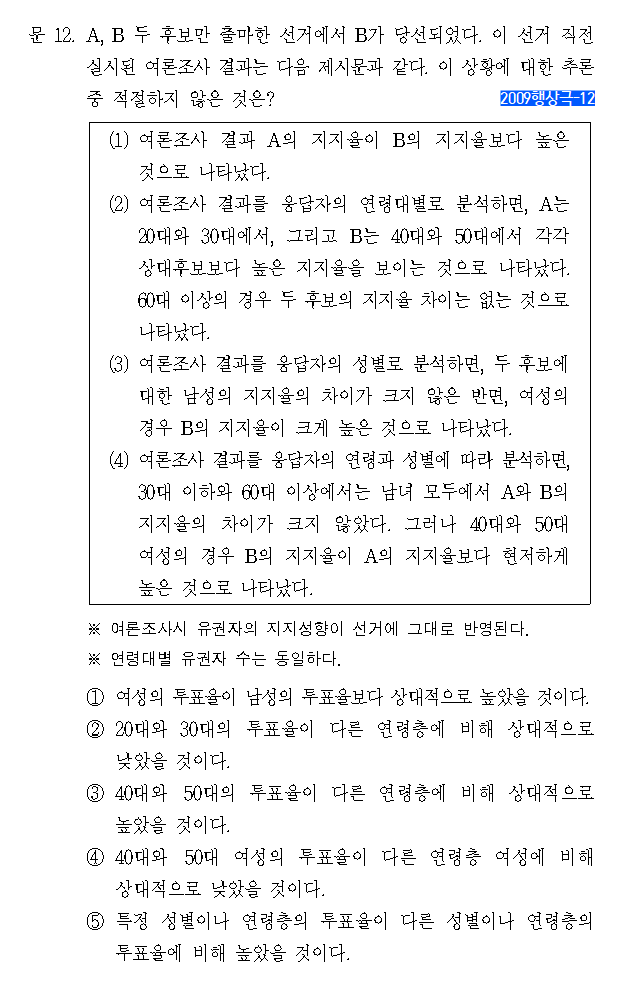 문 12. A, B 두 후보만 출마한 선거에서 B가 당선되었다. 이 선거 직전
실시된 여론조사 결과는 다음 제시문과 같다. 이 상황에 대한 추론
중 적절하지 않은 것은? 2009행상극-12
(1) 여론조사 결과 A의 지지율이 B의 지지율보다 높은
것으로 나타났다.
(2) 여론조사 결과를 응답자의 연령대별로 분석하면, A는
20대와 30대에서, 그리고 B는 40대와 50대에서 각각
상대후보보다 높은 지지율을 보이는 것으로 나타났다.
60대 이상의 경우 두 후보의 지지율 차이는 없는 것으로
나타났다.
(3) 여론조사 결과를 응답자의 성별로 분석하면, 두 후보에
대한 남성의 지지율의 차이가 크지 않은 반면, 여성의
경우 B의 지지율이 크게 높은 것으로 나타났다.
(4) 여론조사 결과를 응답자의 연령과 성별에 따라 분석하면,
30대 이하와 60대 이상에서는 남녀 모두에서 A와 B의
지지율의 차이가 크지 않았다. 그러나 40대와 50대
여성의 경우 B의 지지율이 A의 지지율보다 현저하게
높은 것으로 나타났다.
※ 여론조사시 유권자의 지지성향이 선거에 그대로 반영된다.
※ 연령대별 유권자 수는 동일하다.
① 여성의 투표율이 남성의 투표율보다 상대적으로 높았을 것이다.
② 20대와 30대의 투표율이 다른 연령층에 비해 상대적으로
낮았을 것이다.
③ 40대와 50대의 투표율이 다른 연령층에 비해 상대적으로
높았을 것이다.
④ 40대와 50대 여성의 투표율이 다른 연령층 여성에 비해
상대적으로 낮았을 것이다.
⑤ 특정 성별이나 연령층의 투표율이 다른 성별이나 연령층의
투표율에 비해 높았을 것이다.